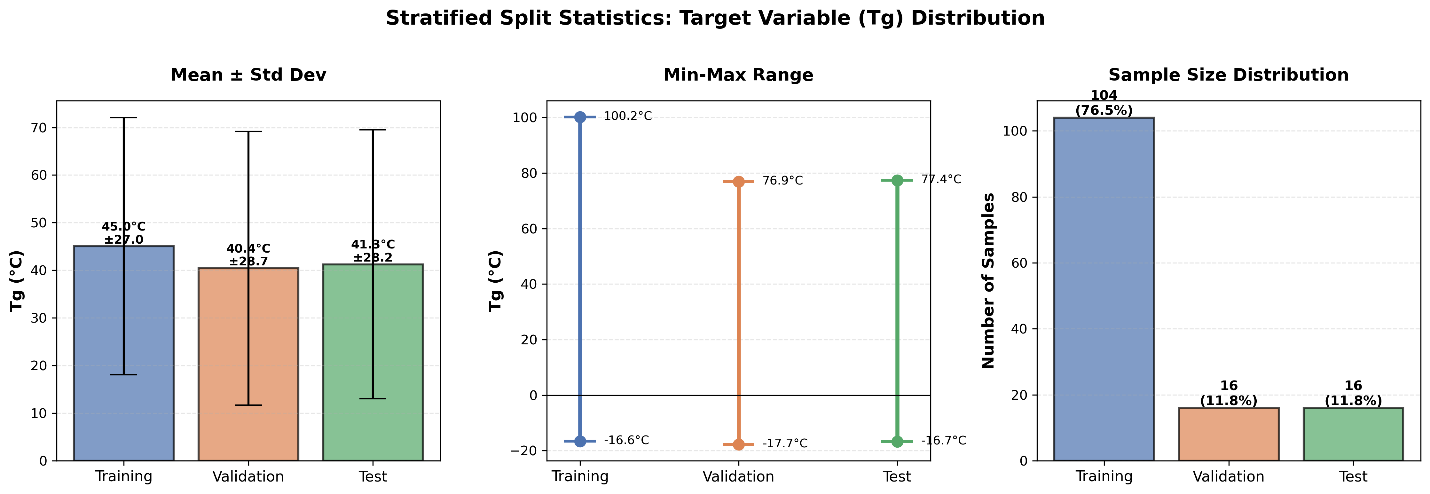 Stratified Split Statistics: Target Variable (Tg) Distribution
Mean ± Std Dev
Tg (°C)
70
60
50
40
30
20
10
0
45.0°C
±27.0
40.4°C
±28.7
41.3°C
±28.2
Training
Validation
Test
Min-Max Range
Tg (°C)
100
80
60
40
20
0
−20
100.2°C
76.9°C
77.4°C
-16.6°C
-17.7°C
-16.7°C
Training
Validation
Test
Sample Size Distribution
Number of Samples
100
80
60
40
20
0
104
(76.5%)
16
(11.8%)
16
(11.8%)
Training
Validation
Test